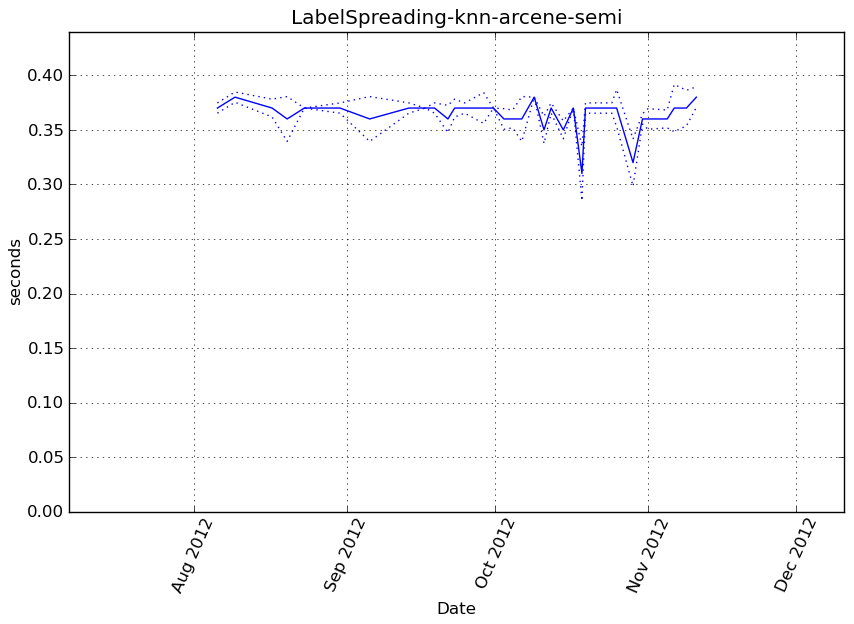 LabelSpreading-knn-arcene-semi
0.40
0.35
0.30
0.25
0.20
0.15
0.10
0.05
0.00
seconds
Aug 2012
Sep 2012
Oct 2012
Nov 2012
Dec 2012
Date